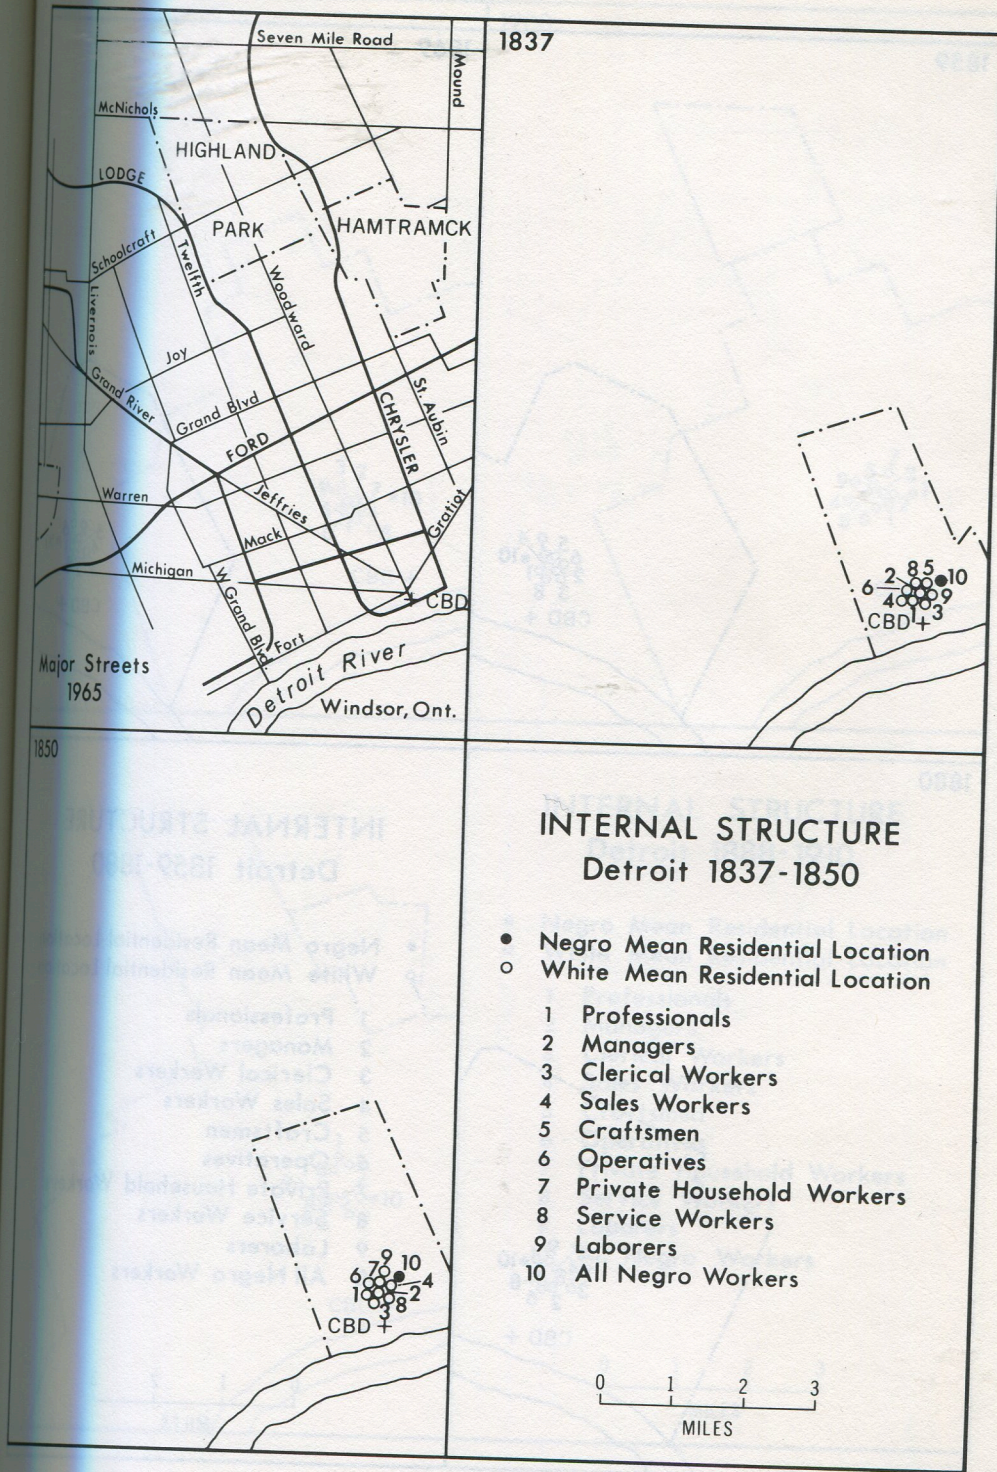 Seven Mile Road
Mound
McNichols
HIGHLAND
LODGE
PARK
HAMTRAMCK
Schoolcraft
Twelfth
Woodward
Livernois
Joy
Grand River
Grand Blvd
St. Aubin
CHRYSLER
FORD
Warren
Jeffries
Gratiot
Mack
Michigan
W Grand Blvd.
CBD
Fort
Major Streets
1965
Detroit River
Windsor, Ont.
1837
2 8 5 10
6 9
4 1 3
CBD
1850
9 10
6 7 4
1 2
3 8
CBD
INTERNAL STRUCTURE
Detroit 1837-1850
Negro Mean Residential Location
White Mean Residential Location
1 Professionals
2 Managers
3 Clerical Workers
4 Sales Workers
5 Craftsmen
6 Operatives
7 Private Household Workers
8 Service Workers
9 Laborers
10 All Negro Workers
0 1 2 3
MILES